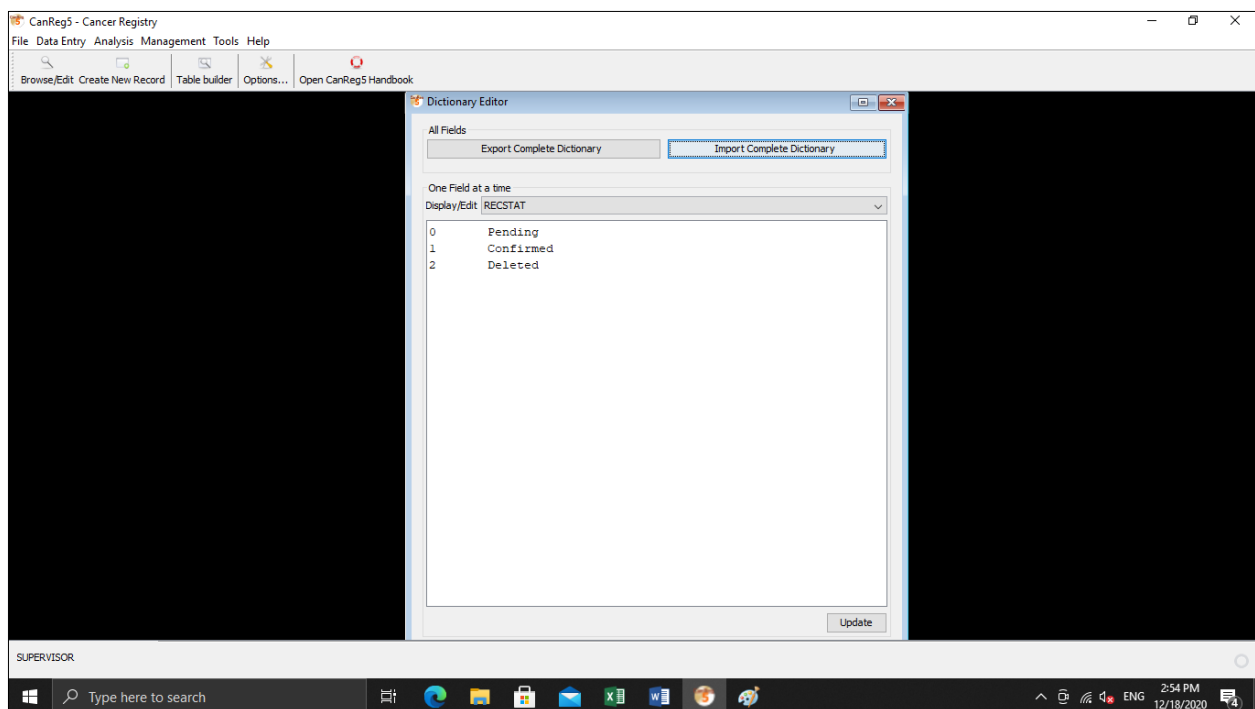 CanReg5 - Cancer Registry
File Data Entry Analysis Management Tools Help
Browse/Edit Create New Record Table builder Options... Open CanReg5 Handbook
Dictionary Editor
All Fields
Export Complete Dictionary Import Complete Dictionary
One Field at a time
Display/Edit RECSTAT
0 Pending
1 Confirmed
2 Deleted
Update
SUPERVISOR
Type here to search
ENG 2:54 PM
12/18/2020
4